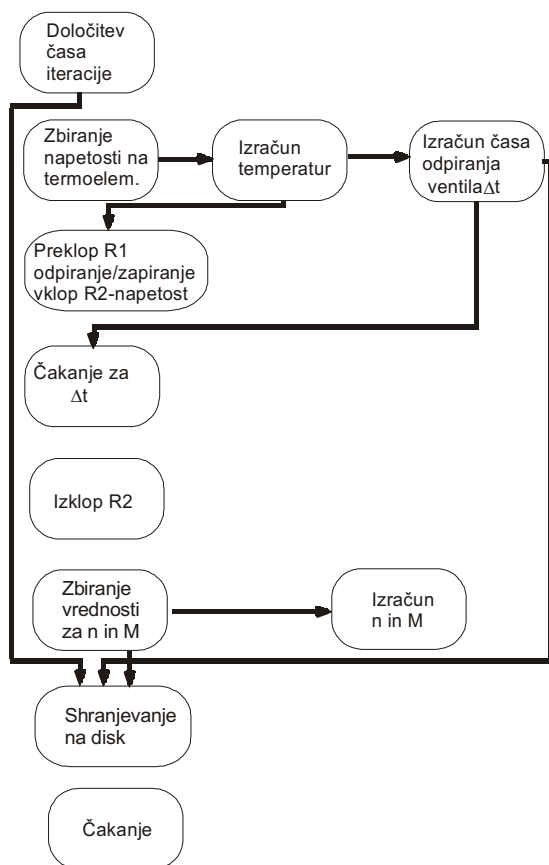 Določitev
časa
iteracije
Zbiranje
napetosti na
termoelem.
Izračun
temperatur
Izračun časa
odpiranja
ventila∆t
Preklop R1
odpiranje/zapiranje
vklop R2-napetost
Čakanje za
∆t
Izklop R2
Zbiranje
vrednosti
za n in M
Izračun
n in M
Shranjevanje
na disk
Čakanje